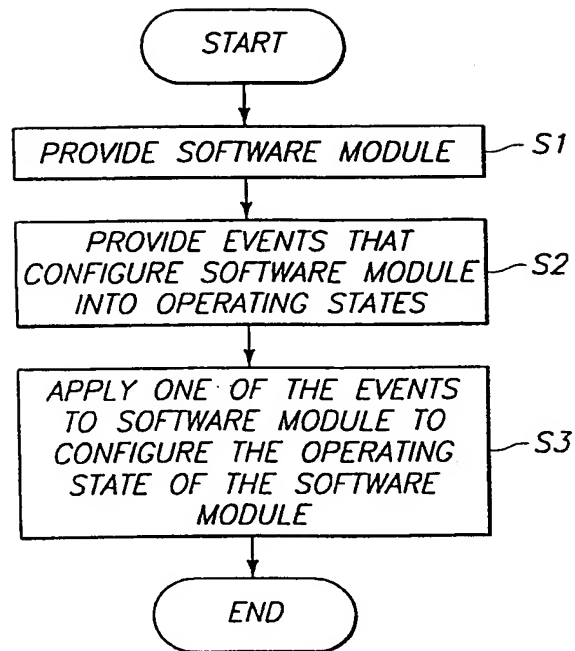 START
PROVIDE SOFTWARE MODULE
S1
PROVIDE EVENTS THAT
CONFIGURE SOFTWARE MODULE
INTO OPERATING STATES
S2
APPLY ONE OF THE EVENTS
TO SOFTWARE MODULE TO
CONFIGURE THE OPERATING
STATE OF THE SOFTWARE
MODULE
S3
END